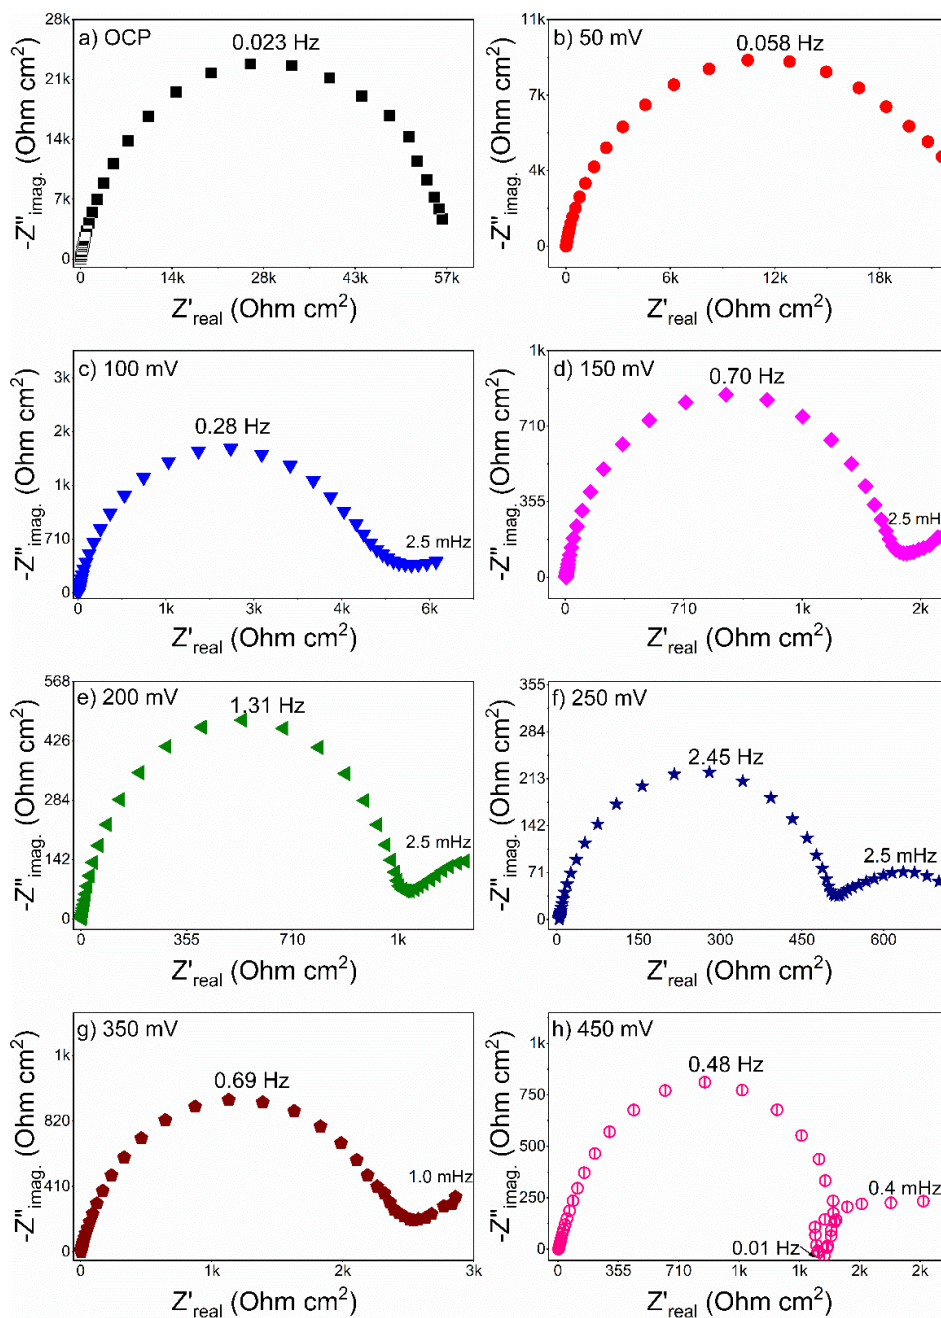 a) OCP
0.023 Hz
28k
21k
14k
7k
0
0
14k
28k
43k
57k
-Z''imag. (Ohm cm2)
Z'real (Ohm cm2)
b) 50 mV
0.058 Hz
11k
7k
4k
0
0
6k
12k
18k
-Z''imag. (Ohm cm2)
Z'real (Ohm cm2)
c) 100 mV
0.28 Hz
2.5 mHz
3k
2k
1k
710
0
0
1k
3k
4k
6k
-Z''imag. (Ohm cm2)
Z'real (Ohm cm2)
d) 150 mV
0.70 Hz
2.5 mH
1k
710
355
0
0
710
1k
2k
-Z''imag. (Ohm cm2)
Z'real (Ohm cm2)
e) 200 mV
1.31 Hz
2.5 mHz
568
426
284
142
0
0
355
710
1k
-Z''imag. (Ohm cm2)
Z'real (Ohm cm2)
f) 250 mV
2.45 Hz
2.5 mHz
355
284
213
142
71
0
0
150
300
450
600
-Z''imag. (Ohm cm2)
Z'real (Ohm cm2)
g) 350 mV
0.69 Hz
1.0 mHz
1k
820
410
0
0
1k
2k
3k
-Z''imag. (Ohm cm2)
Z'real (Ohm cm2)
h) 450 mV
0.48 Hz
0.4 mHz
0.01 Hz
1k
750
500
250
0
0
355
710
1k
1k
2k
2k
-Z''imag. (Ohm cm2)
Z'real (Ohm cm2)